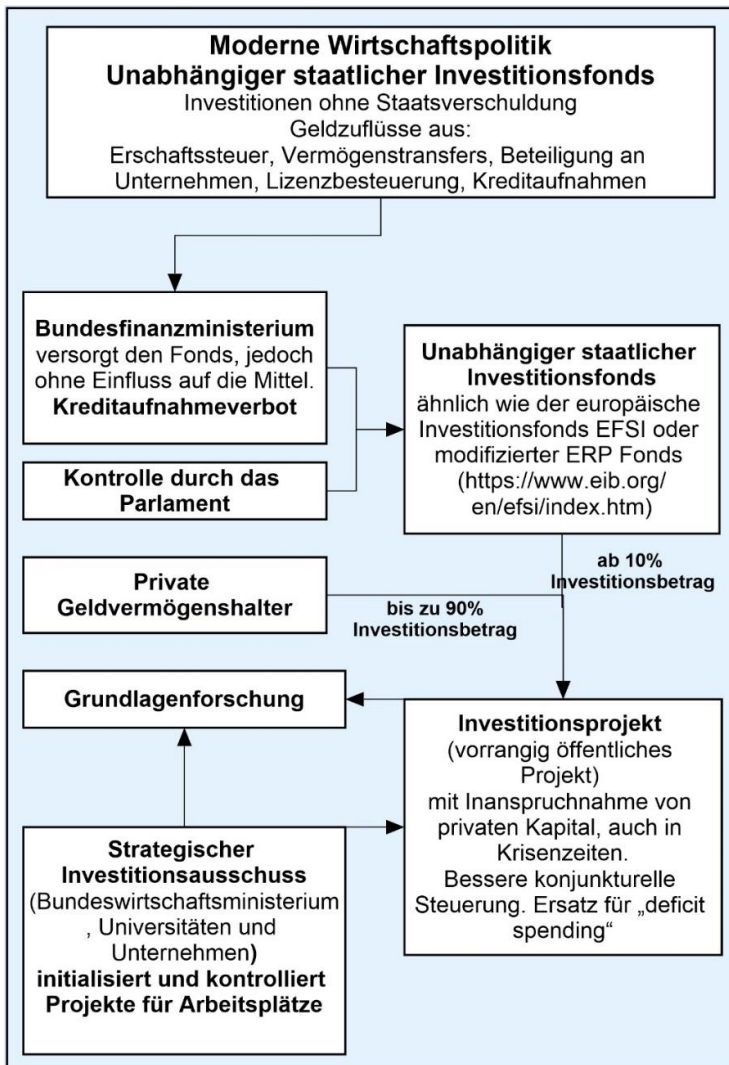 Moderne Wirtschaftspolitik
Unabhängiger staatlicher Investitionsfonds
Investitionen ohne Staatsverschuldung
Geldzuflüsse aus:
Erschaftssteuer, Vermögenstransfers, Beteiligung an
Unternehmen, Lizenzbesteuerung, Kreditaufnahmen
Bundesfinanzministerium
versorgt den Fonds, jedoch
ohne Einfluss auf die Mittel.
Kreditaufnahmeverbot
Unabhängiger staatlicher
Investitionsfonds
ähnlich wie der europäische
Investitionsfonds EFSI oder
modifizierter ERP Fonds
(https://www.eib.org/
en/efsi/index.htm)
Kontrolle durch das
Parlament
ab 10%
Investitionsbetrag
Private
Geldvermögenshalter
bis zu 90%
Investitionsbetrag
Grundlagenforschung
Investitionsprojekt
(vorrangig öffentliches
Projekt)
mit Inanspruchnahme von
privaten Kapital, auch in
Krisenzeiten.
Bessere konjunkturelle
Steuerung. Ersatz für „deficit
spending“
Strategischer
Investitionsausschuss
(Bundeswirtschaftsministerium
, Universitäten und
Unternehmen)
initialisiert und kontrolliert
Projekte für Arbeitsplätze